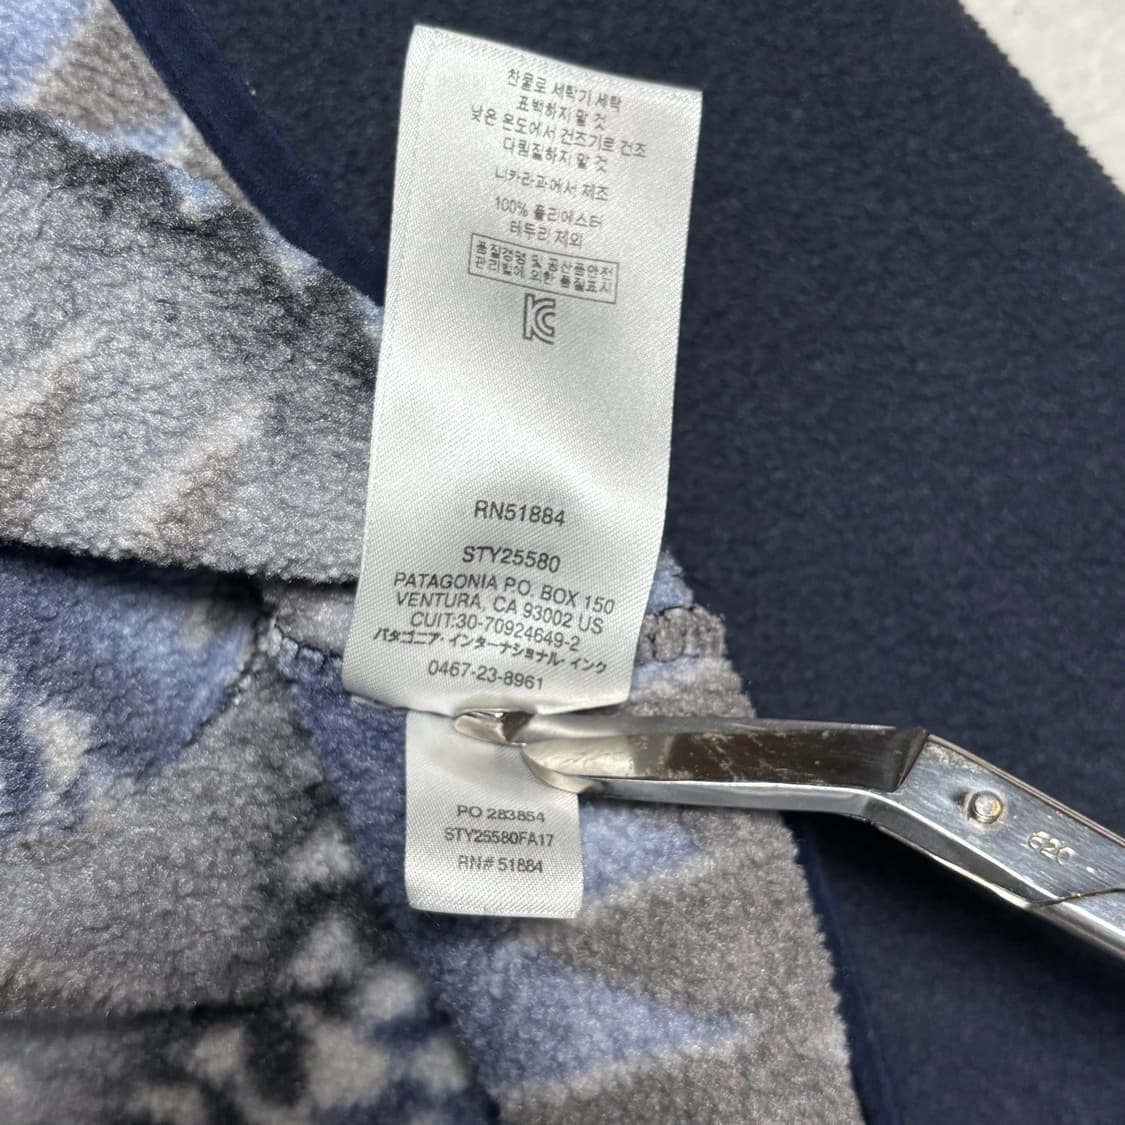 찬물로 세탁기 세탁
표백하지 말 것
낮은 온도에서 건조기로 건조
다림질하지 말 것
니카라과에서 제조
100% 폴리에스터
테두리 제외
품질경영 및 공산품안전
관리법에 의한 품질표시
RN51884
STY25580
PATAGONIA P.O. BOX 150
VENTURA, CA 93002 US
CUIT:30-70924649-2
パタゴニア・インターナショナル・インク
0467-23-8961
PO 283854
STY25580FA17
RN# 51884
620